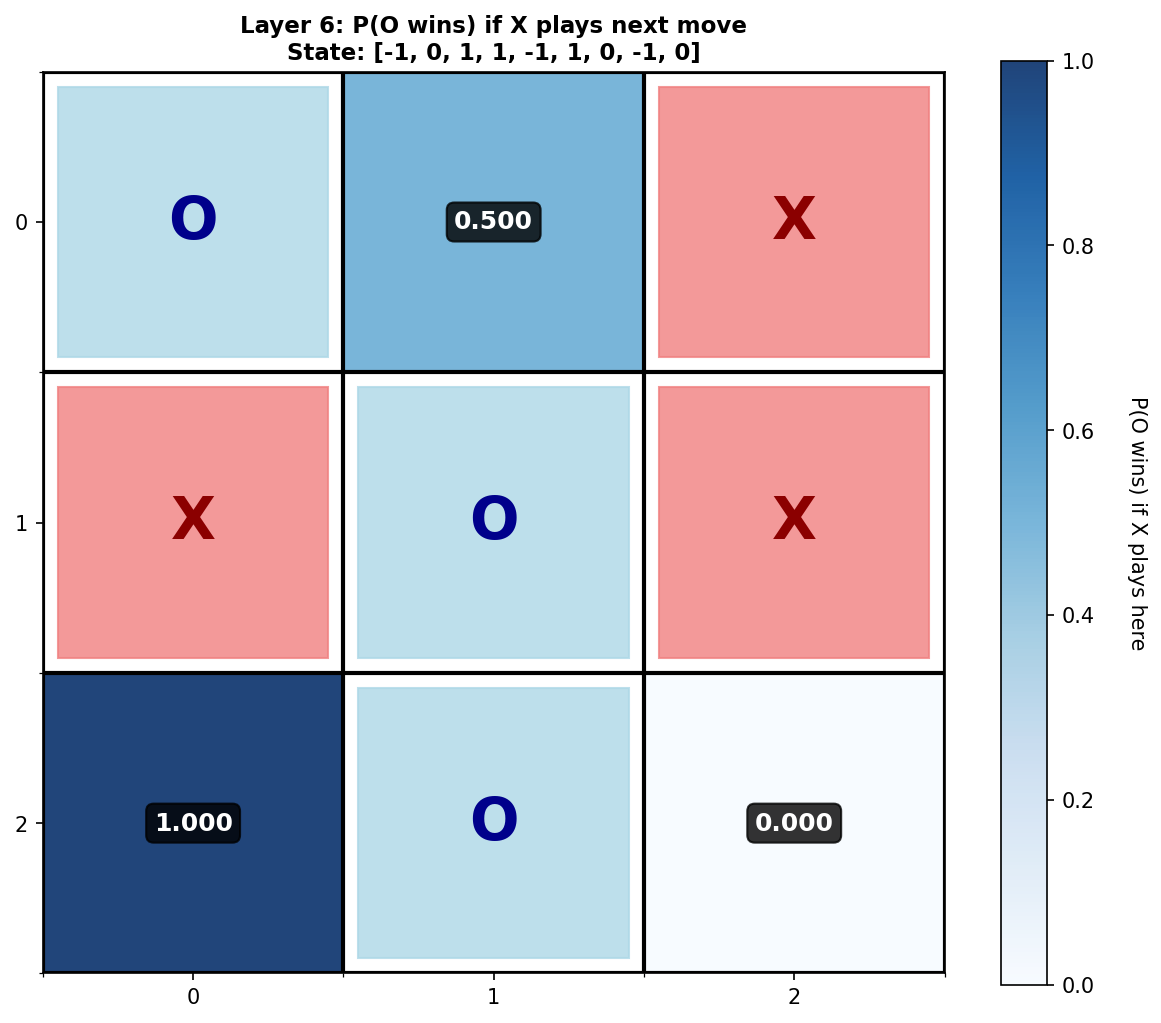 Layer 6: P(O wins) if X plays next move
State: [-1, 0, 1, 1, -1, 1, 0, -1, 0]
0
O
0.500
X
1
X
O
X
2
1.000
O
0.000
0
1
2
1.0
0.8
0.6
0.4
0.2
0.0
P(O wins) if X plays here